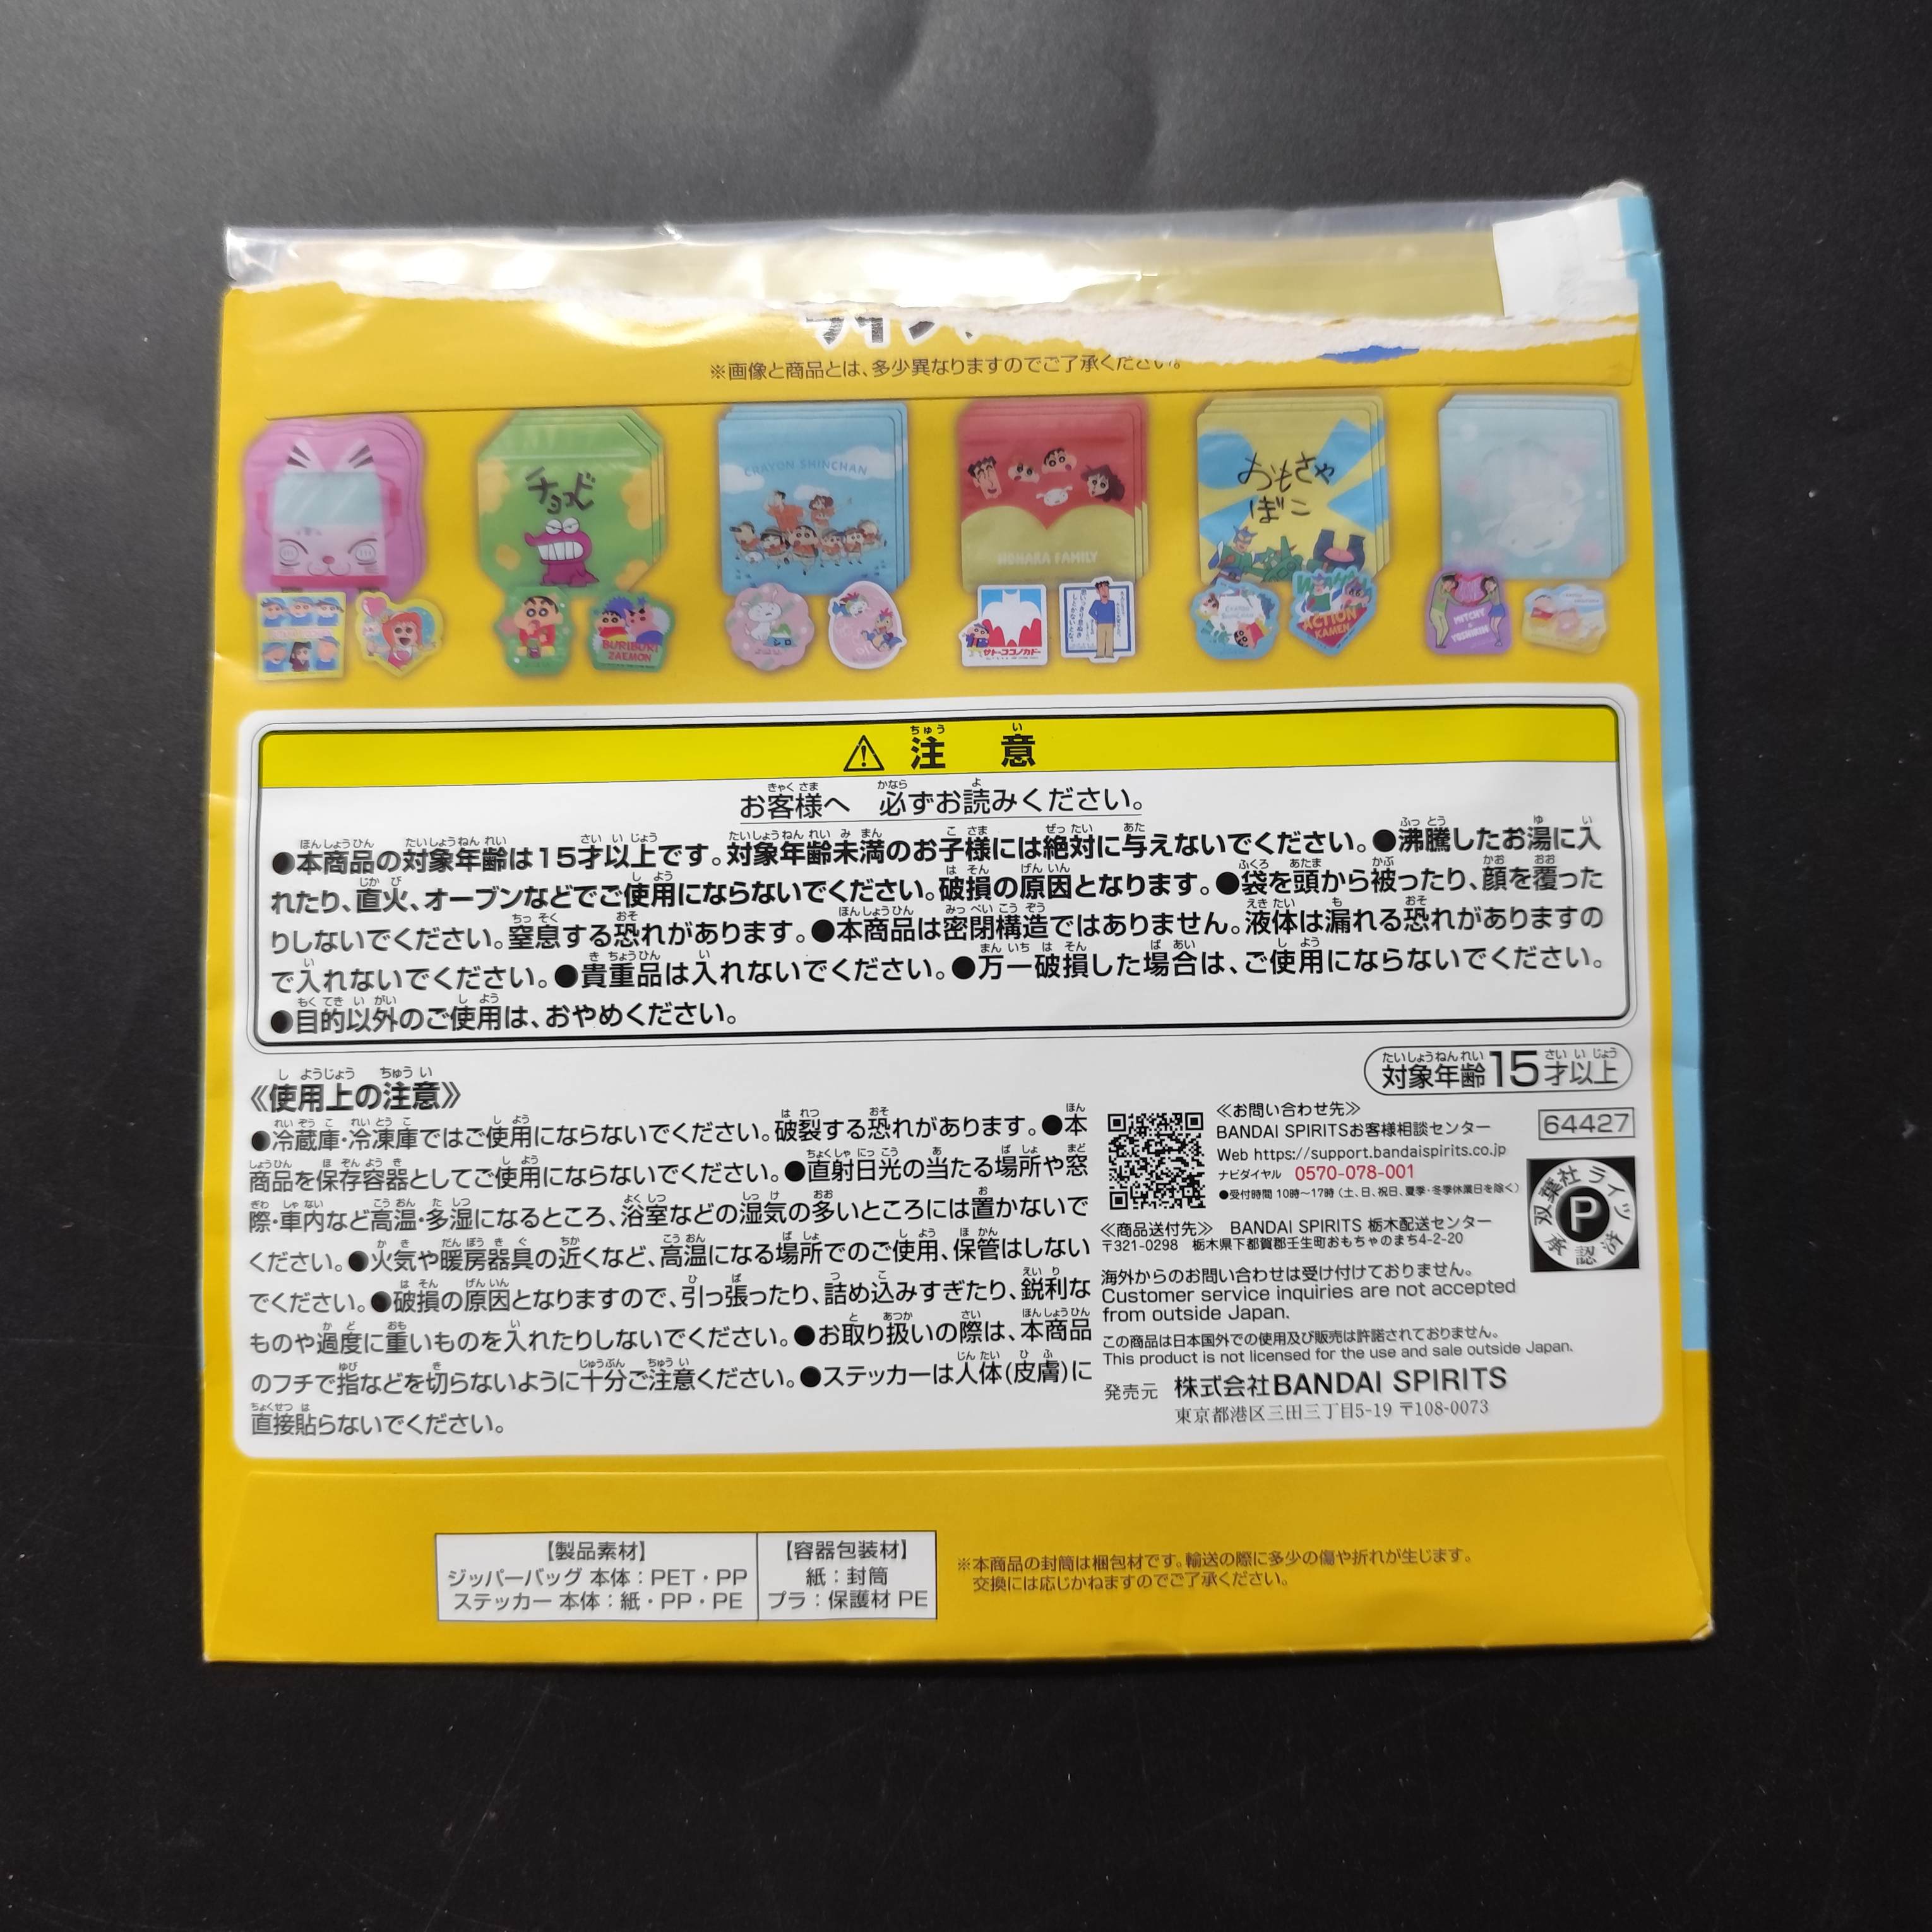 ライン
※画像と商品とは、多少異なりますのでご了承ください。
チョコビ
CRAYON SHINCHAN
NOHARA FAMILY
おもちゃ
ばこ
BURIBURI
ZAEMON
サトーココノカドー
ACTION
KAMEN
MITCHY
YOSHIRIN
⚠ 注意
お客様へ 必ずお読みください。
●本商品の対象年齢は15才以上です。対象年齢未満のお子様には絶対に与えないでください。●沸騰したお湯に入
れたり、直火、オーブンなどでご使用にならないでください。破損の原因となります。●袋を頭から被ったり、顔を覆った
りしないでください。窒息する恐れがあります。●本商品は密閉構造ではありません。液体は漏れる恐れがありますの
で入れないでください。●貴重品は入れないでください。●万一破損した場合は、ご使用にならないでください。
●目的以外のご使用は、おやめください。
対象年齢15才以上
《使用上の注意》
●冷蔵庫・冷凍庫ではご使用にならないでください。破裂する恐れがあります。●本
商品を保存容器としてご使用にならないでください。●直射日光の当たる場所や窓
際・車内など高温・多湿になるところ、浴室などの湿気の多いところには置かないで
ください。●火気や暖房器具の近くなど、高温になる場所でのご使用、保管はしない
でください。●破損の原因となりますので、引っ張ったり、詰め込みすぎたり、鋭利な
ものや過度に重いものを入れたりしないでください。●お取り扱いの際は、本商品
のフチで指などを切らないように十分ご注意ください。●ステッカーは人体(皮膚)に
直接貼らないでください。
≪お問い合わせ先≫
BANDAI SPIRITSお客様相談センター
Web https://support.bandaispirits.co.jp
ナビダイヤル 0570-078-001
●受付時間 10時〜17時(土、日、祝日、夏季・冬季休業日を除く)
64427
双葉社ライツ
P
承認済
≪商品送付先≫ BANDAI SPIRITS 栃木配送センター
〒321-0298 栃木県下都賀郡壬生町おもちゃのまち4-2-20
海外からのお問い合わせは受け付けておりません。
Customer service inquiries are not accepted
from outside Japan.
この商品は日本国外での使用及び販売は許諾されておりません。
This product is not licensed for the use and sale outside Japan.
発売元 株式会社BANDAI SPIRITS
東京都港区三田三丁目5-19 〒108-0073
【製品素材】
ジッパーバッグ 本体：PET・PP
ステッカー 本体：紙・PP・PE
【容器包装材】
紙：封筒
プラ：保護材 PE
※本商品の封筒は梱包材です。輸送の際に多少の傷や折れが生じます。
交換には応じかねますのでご了承ください。